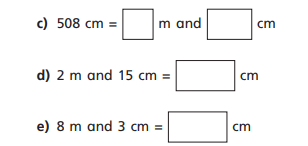 c) 508 cm = m and cm
d) 2 m and 15 cm = cm
e) 8 m and 3 cm = cm